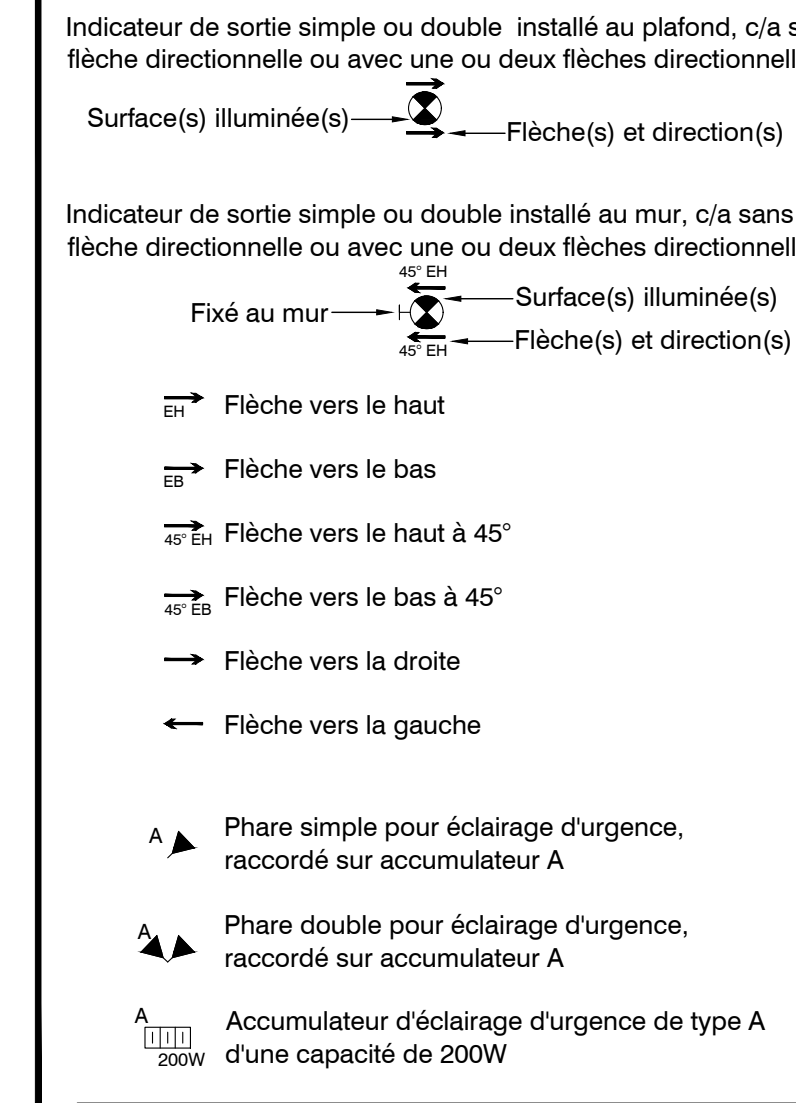 Indicateur de sortie simple ou double installé au plafond, c/a
flèche directionnelle ou avec une ou deux flèches
Surface(s) illuminée(s)
Flèche(s) et direction(s)
Indicateur de sortie simple ou double installé au mur, c/a sans
flèche directionnelle ou avec une ou deux flèches
45° EH
Fixé au mur
Surface(s) illuminée(s)
45° EH
Flèche(s) et direction(s)
EH Flèche vers le haut
EB Flèche vers le bas
45° EH Flèche vers le haut à 45°
45° EB Flèche vers le bas à 45°
Flèche vers la droite
Flèche vers la gauche
A Phare simple pour éclairage d'urgence,
raccordé sur accumulateur A
A Phare double pour éclairage d'urgence,
raccordé sur accumulateur A
A Accumulateur d'éclairage d'urgence de type A
200W d'une capacité de 200W